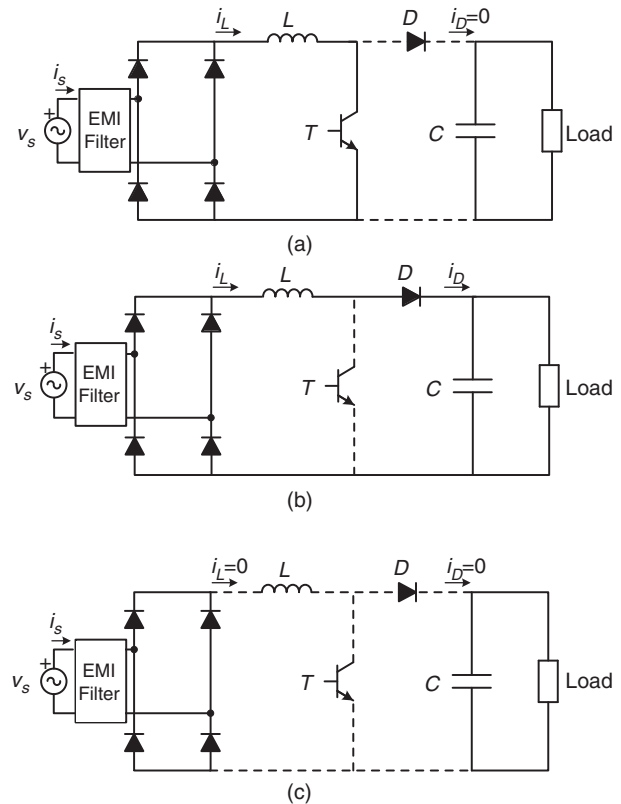 i_L L D i_D=0
i_s
+
v_s
EMI
Filter
T
C
Load
(a)
i_L L D i_D
i_s
+
v_s
EMI
Filter
T
C
Load
(b)
i_L=0 L D i_D=0
i_s
+
v_s
EMI
Filter
T
C
Load
(c)